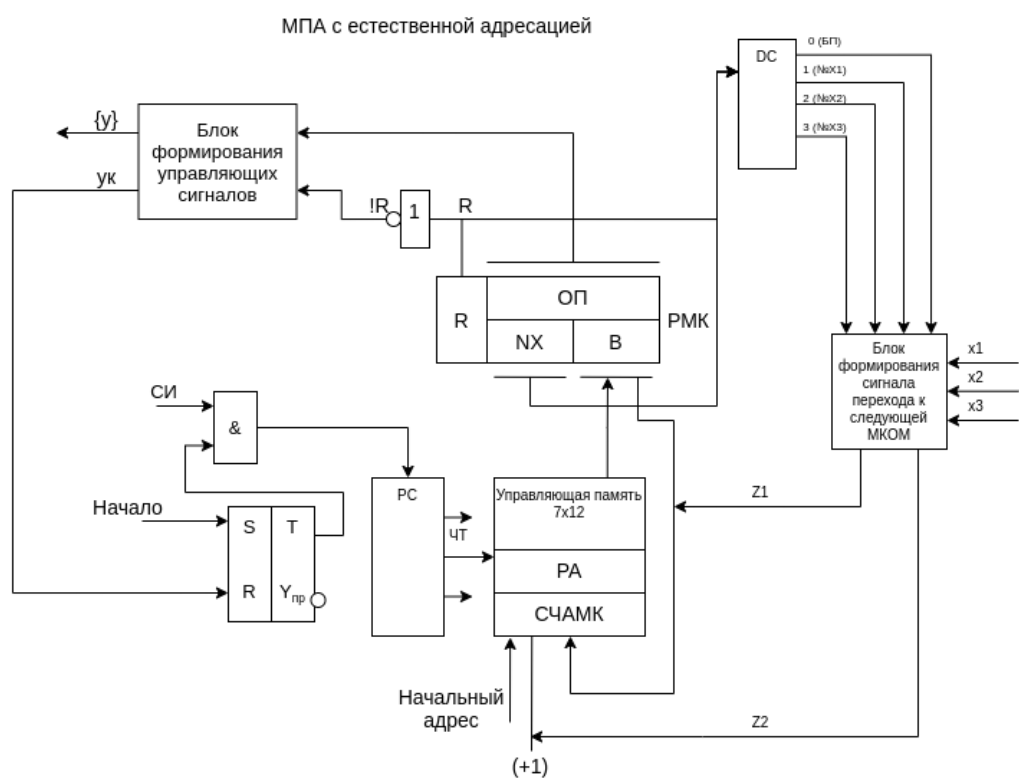 МПА с естественной адресацией
DC
0 (БП)
1 (№X1)
2 (№X2)
3 (№X3)
{y}
ук
Блок
формирования
управляющих
сигналов
!R
1
R
R
ОП
NX
В
РМК
Блок
формирования
сигнала
перехода к
следующей
МКОМ
x1
x2
x3
СИ
&
Начало
S
T
R
Yпр
РС
ЧТ
Управляющая память
7x12
РА
СЧАМК
Z1
Начальный
адрес
Z2
(+1)